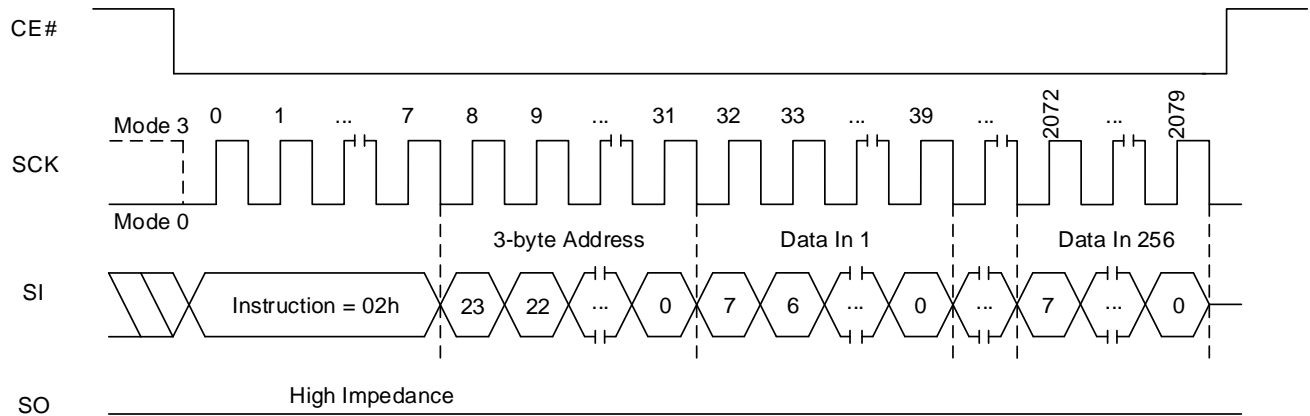 CE#
0 1 ... 7 8 9 ... 31 32 33 ... 39 ... 2072 ... 2079
Mode 3
SCK
Mode 0
3-byte Address Data In 1 Data In 256
SI Instruction = 02h 23 22 ... 0 7 6 ... 0 ... 7 ... 0
High Impedance
SO